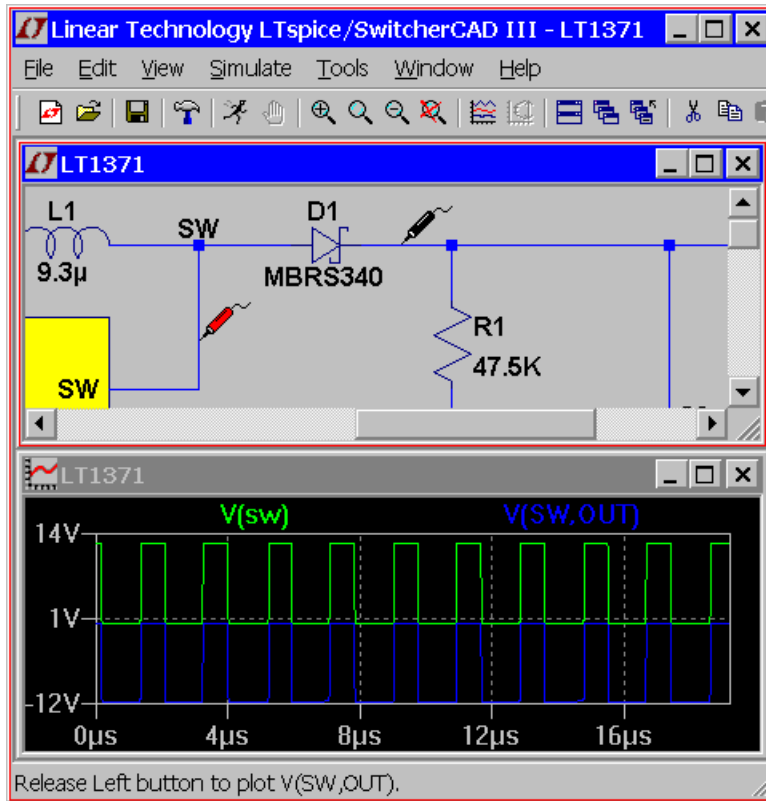 Linear Technology LTspice/SwitcherCAD III - LT1371
File Edit View Simulate Tools Window Help
LT1371
L1
SW
D1
9.3µ
MBRS340
R1
47.5K
SW
LT1371
V(sw) V(SW,OUT)
14V
1V
-12V
0µs 4µs 8µs 12µs 16µs
Release Left button to plot V(SW,OUT).